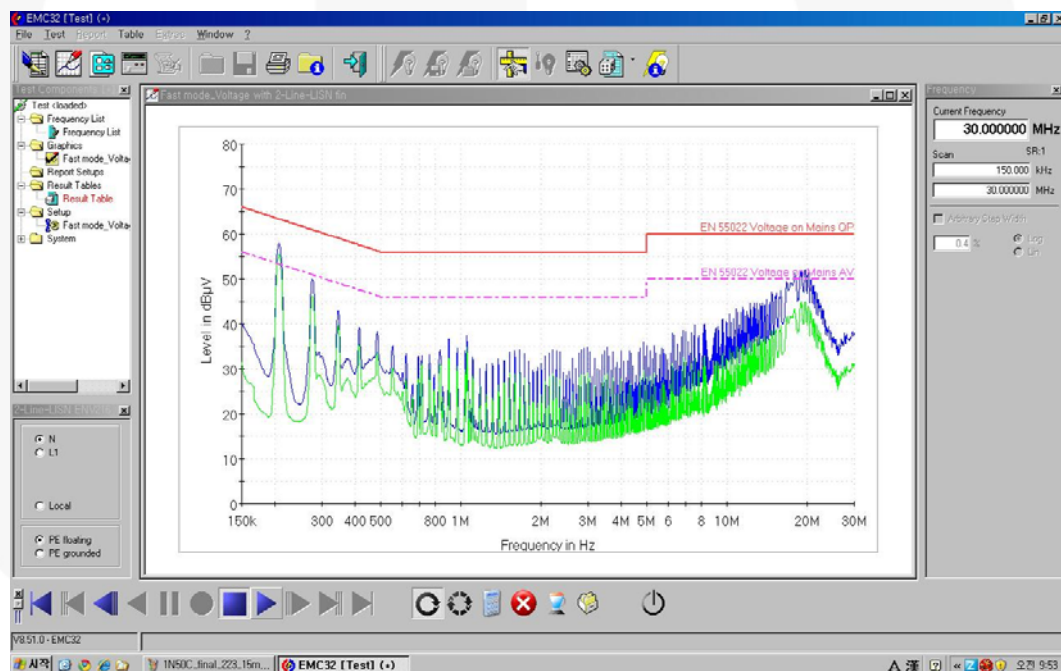 EMC32 [Test] (*)
File Test Report Table Extras Window ?
Test Components
Test <loaded>
Frequency List
Frequency List
Graphics
Fast mode_Volta
Report Setups
Result Tables
Result Table
Setup
Fast mode_Volta
System
2-Line-LISN
N
L1
Local
PE floating
PE grounded
Fast mode_Voltage with 2-Line-LISN fin
Level in dBµV
80
70
60
50
40
30
20
10
0
EN 55022 Voltage on Mains QP
EN 55022 Voltage on Mains AV
150k 300 400 500 800 1M 2M 3M 4M 5M 6 8 10M 20M 30M
Frequency in Hz
Frequency
Current Frequency
30.000000 MHz
Scan SR:1
150.000 kHz
30.000000 MHz
Arbitrary Step Width
0.4 %
Log
Lin
V8.51.0 - EMC32
시작
1N50C_final_223_15m...
EMC32 [Test] (*)
A 漢
오전 9:53